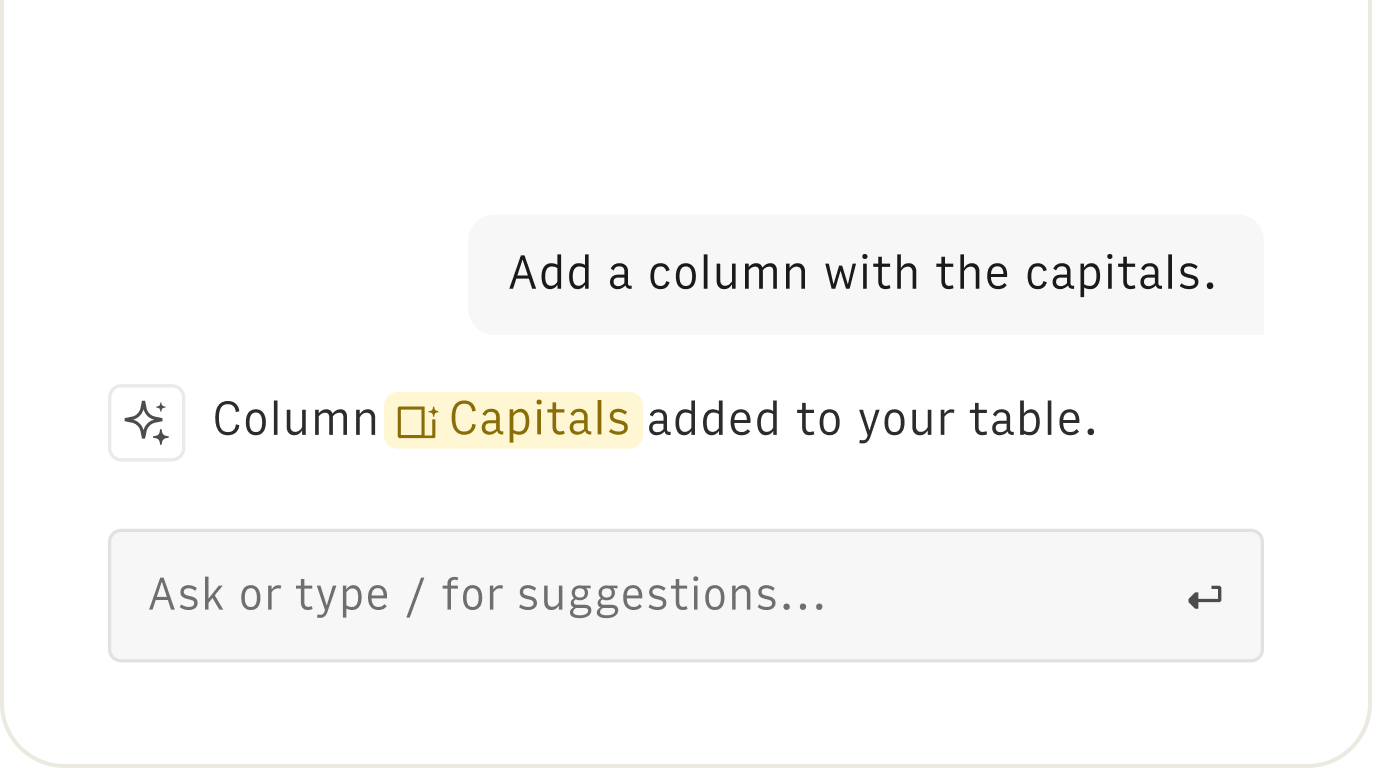 Add a column with the capitals.
Column Capitals added to your table.
Ask or type / for suggestions...